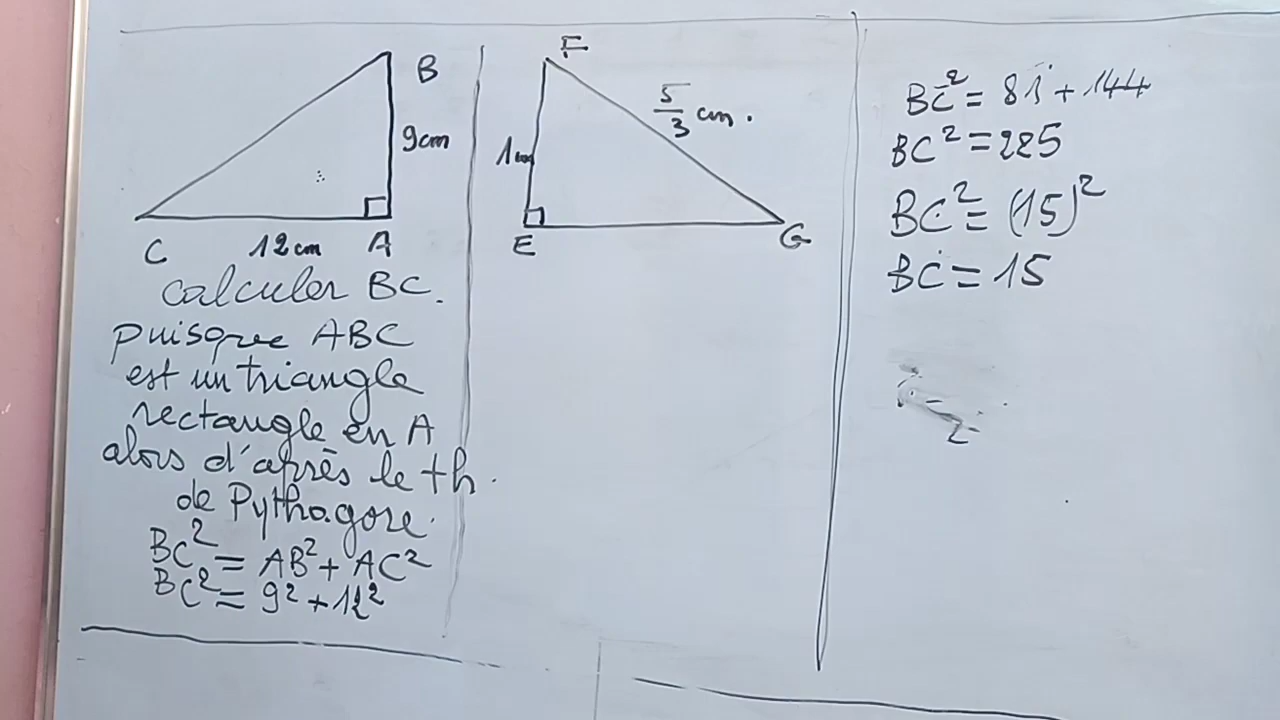 B
9cm
C
12cm
A
calculer BC.
puisque ABC
est un triangle
rectangle en A
alors d'après le th.
de Pythagore.
BC² = AB² + AC²
BC² = 9² + 12²
F
5/3 cm.
1cm
E
G
BC² = 81 + 144
BC² = 225
BC² = (15)²
BC = 15